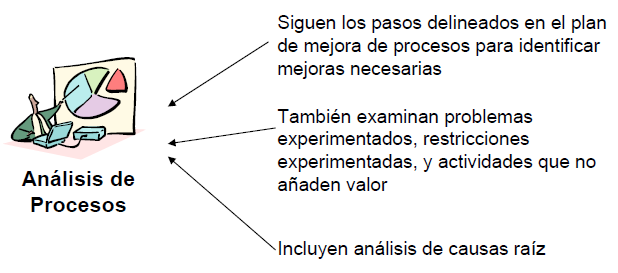 Siguen los pasos delineados en el plan
de mejora de procesos para identificar
mejoras necesarias
También examinan problemas
experimentados, restricciones
experimentadas, y actividades que no
añaden valor
Análisis de
Procesos
Incluyen análisis de causas raíz